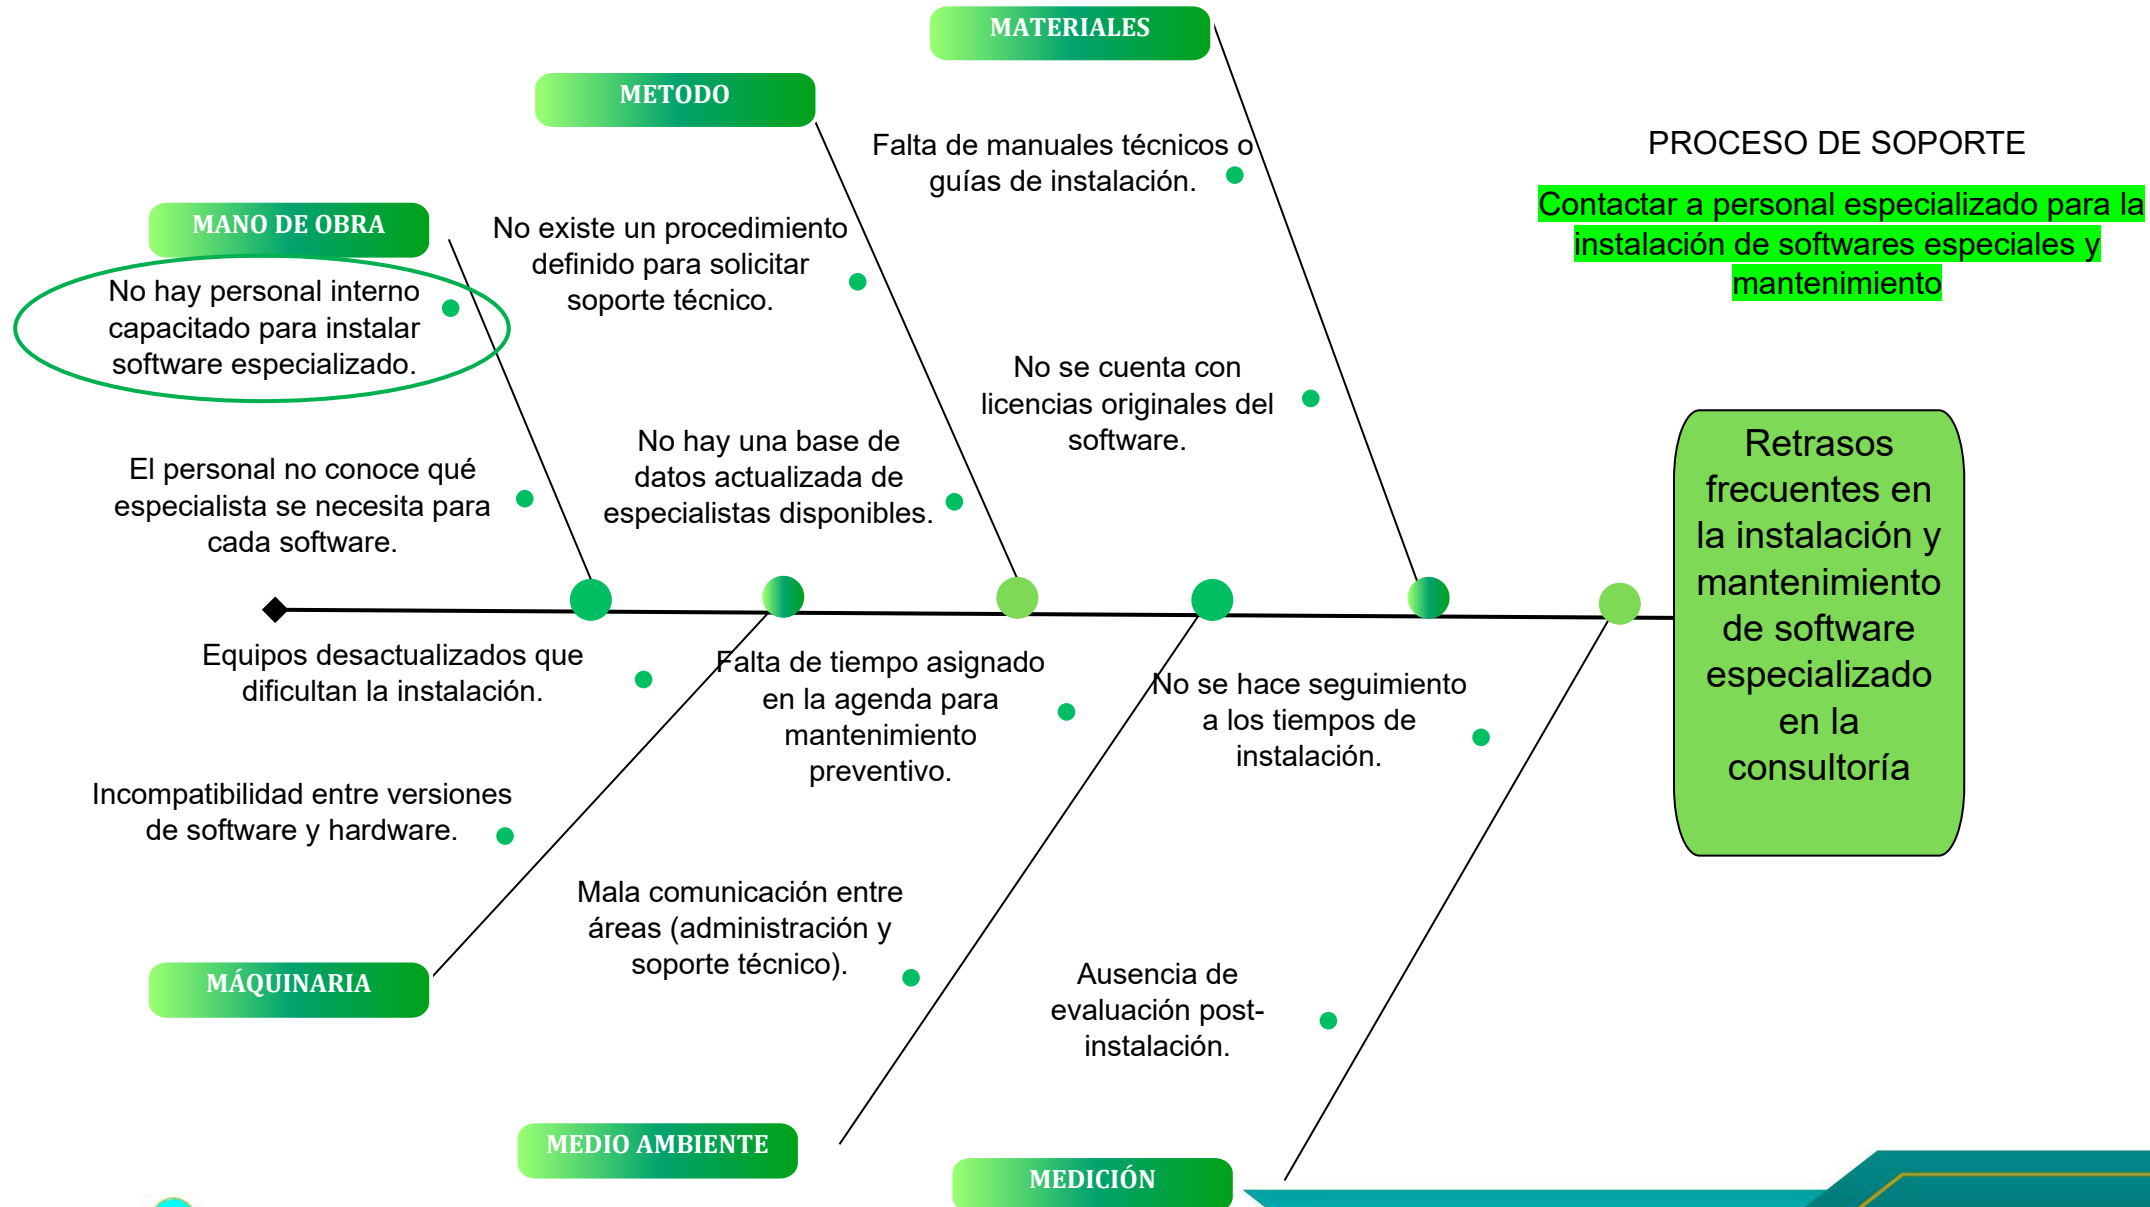 MATERIALES
METODO
MANO DE OBRA
PROCESO DE SOPORTE
Contactar a personal especializado para la
instalación de softwares especiales y
mantenimiento
Falta de manuales técnicos o
guías de instalación.
No se cuenta con
licencias originales del
software.
No existe un procedimiento
definido para solicitar
soporte técnico.
No hay una base de
datos actualizada de
especialistas disponibles.
No hay personal interno
capacitado para instalar
software especializado.
El personal no conoce qué
especialista se necesita para
cada software.
Retrasos
frecuentes en
la instalación y
mantenimiento
de software
especializado
en la
consultoría
Equipos desactualizados que
dificultan la instalación.
Incompatibilidad entre versiones
de software y hardware.
Falta de tiempo asignado
en la agenda para
mantenimiento
preventivo.
Mala comunicación entre
áreas (administración y
soporte técnico).
No se hace seguimiento
a los tiempos de
instalación.
Ausencia de
evaluación post-
instalación.
MÁQUINARIA
MEDIO AMBIENTE
MEDICIÓN